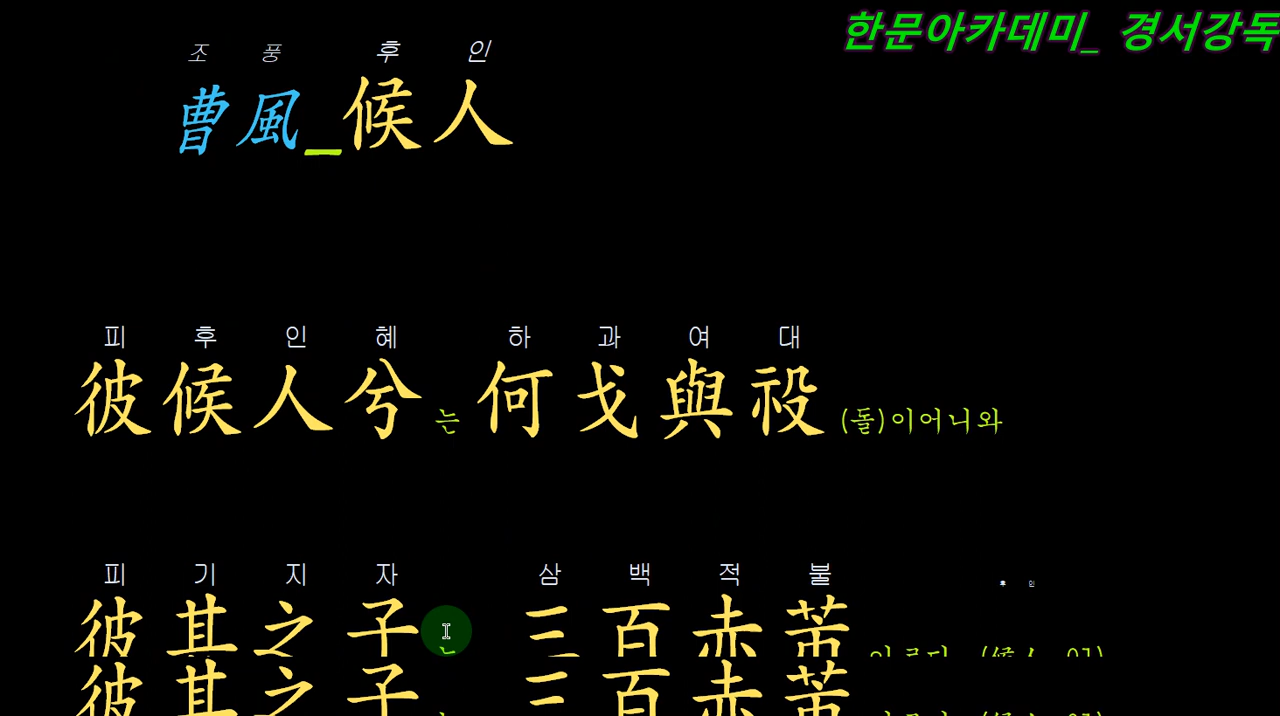 한문아카데미_ 경서강독
조 풍 후 인
曹風_候人
피 후 인 혜 하 과 여 대
彼候人兮는 何戈與祋(돌)이어니와
피 기 지 자 삼 백 적 불 후 인
彼其之子 三百赤芾
彼其之子 三百赤芾